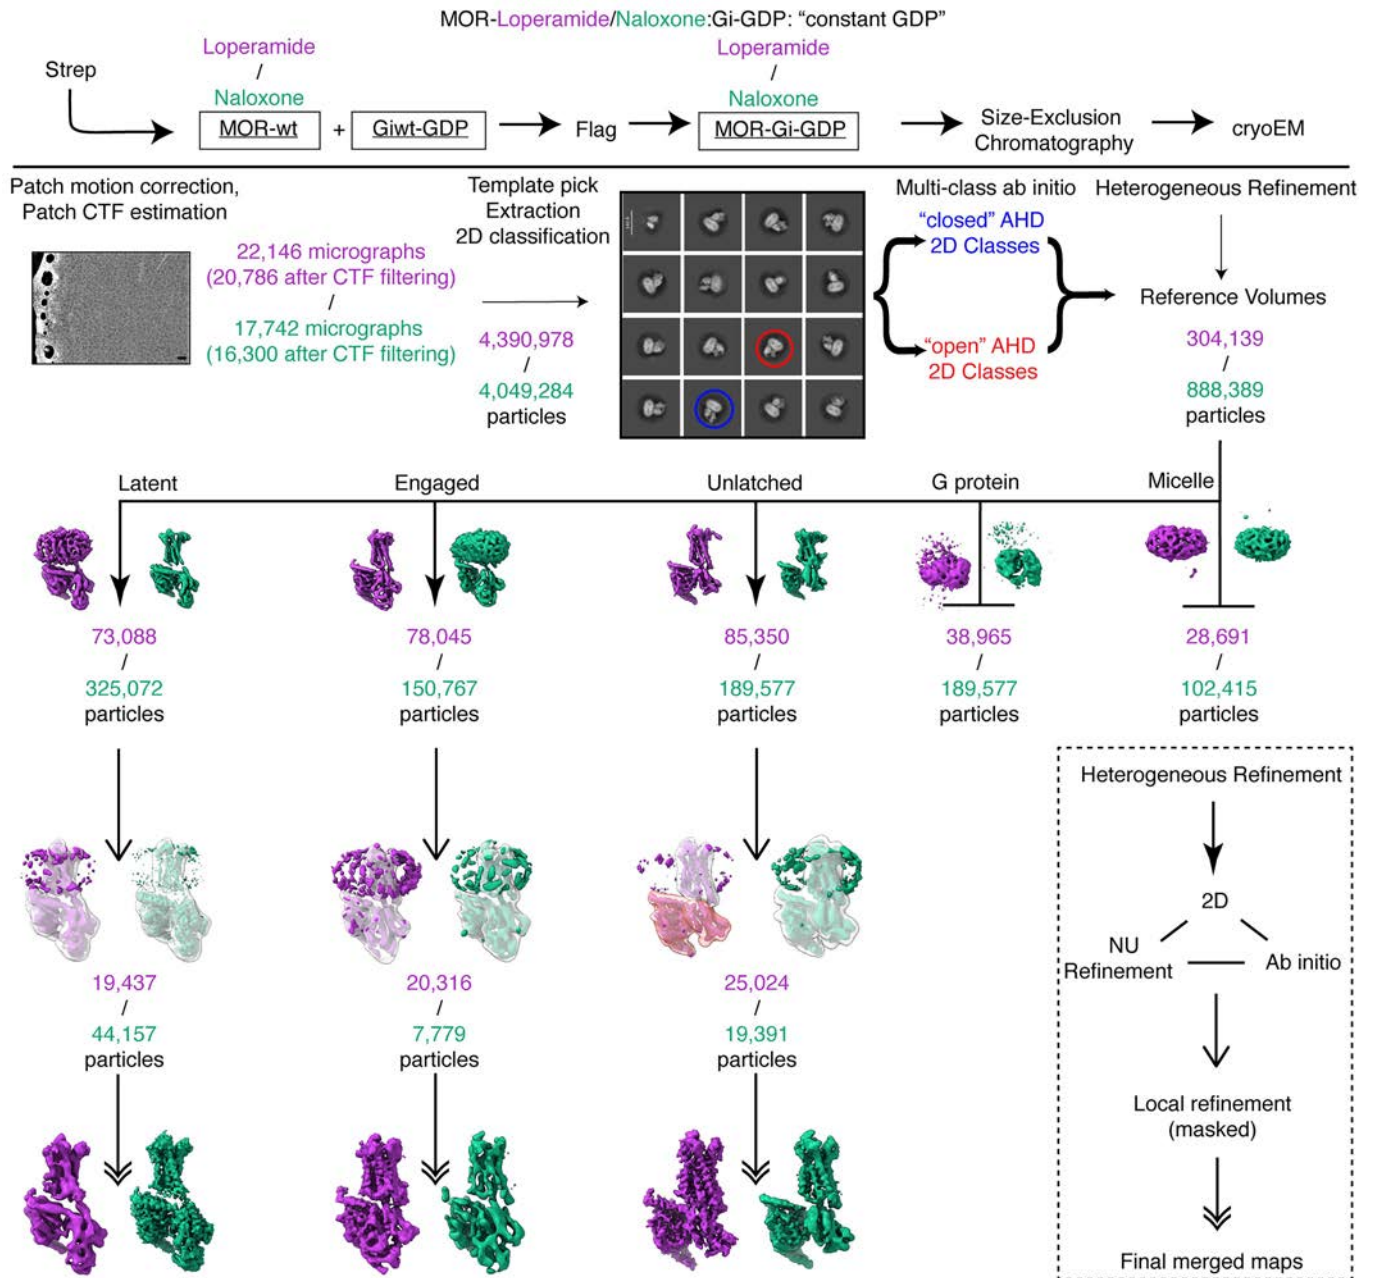 MOR-Loperamide/Naloxone:Gi-GDP: “constant GDP”
Strep
Loperamide
/
Naloxone
MOR-wt
+
Giwt-GDP
Flag
Loperamide
/
Naloxone
MOR-Gi-GDP
Size-Exclusion
Chromatography
cryoEM
Patch motion correction,
Patch CTF estimation
22,146 micrographs
(20,786 after CTF filtering)
/
17,742 micrographs
(16,300 after CTF filtering)
Template pick
Extraction
2D classification
4,390,978
/
4,049,284
particles
Multi-class ab initio
“closed” AHD
2D Classes
“open” AHD
2D Classes
Heterogeneous Refinement
Reference Volumes
304,139
/
888,389
particles
Latent
Engaged
Unlatched
G protein
Micelle
73,088
/
325,072
particles
78,045
/
150,767
particles
85,350
/
189,577
particles
38,965
/
189,577
particles
28,691
/
102,415
particles
19,437
/
44,157
particles
20,316
/
7,779
particles
25,024
/
19,391
particles
Heterogeneous Refinement
2D
NU
Refinement
Ab initio
Local refinement
(masked)
Final merged maps